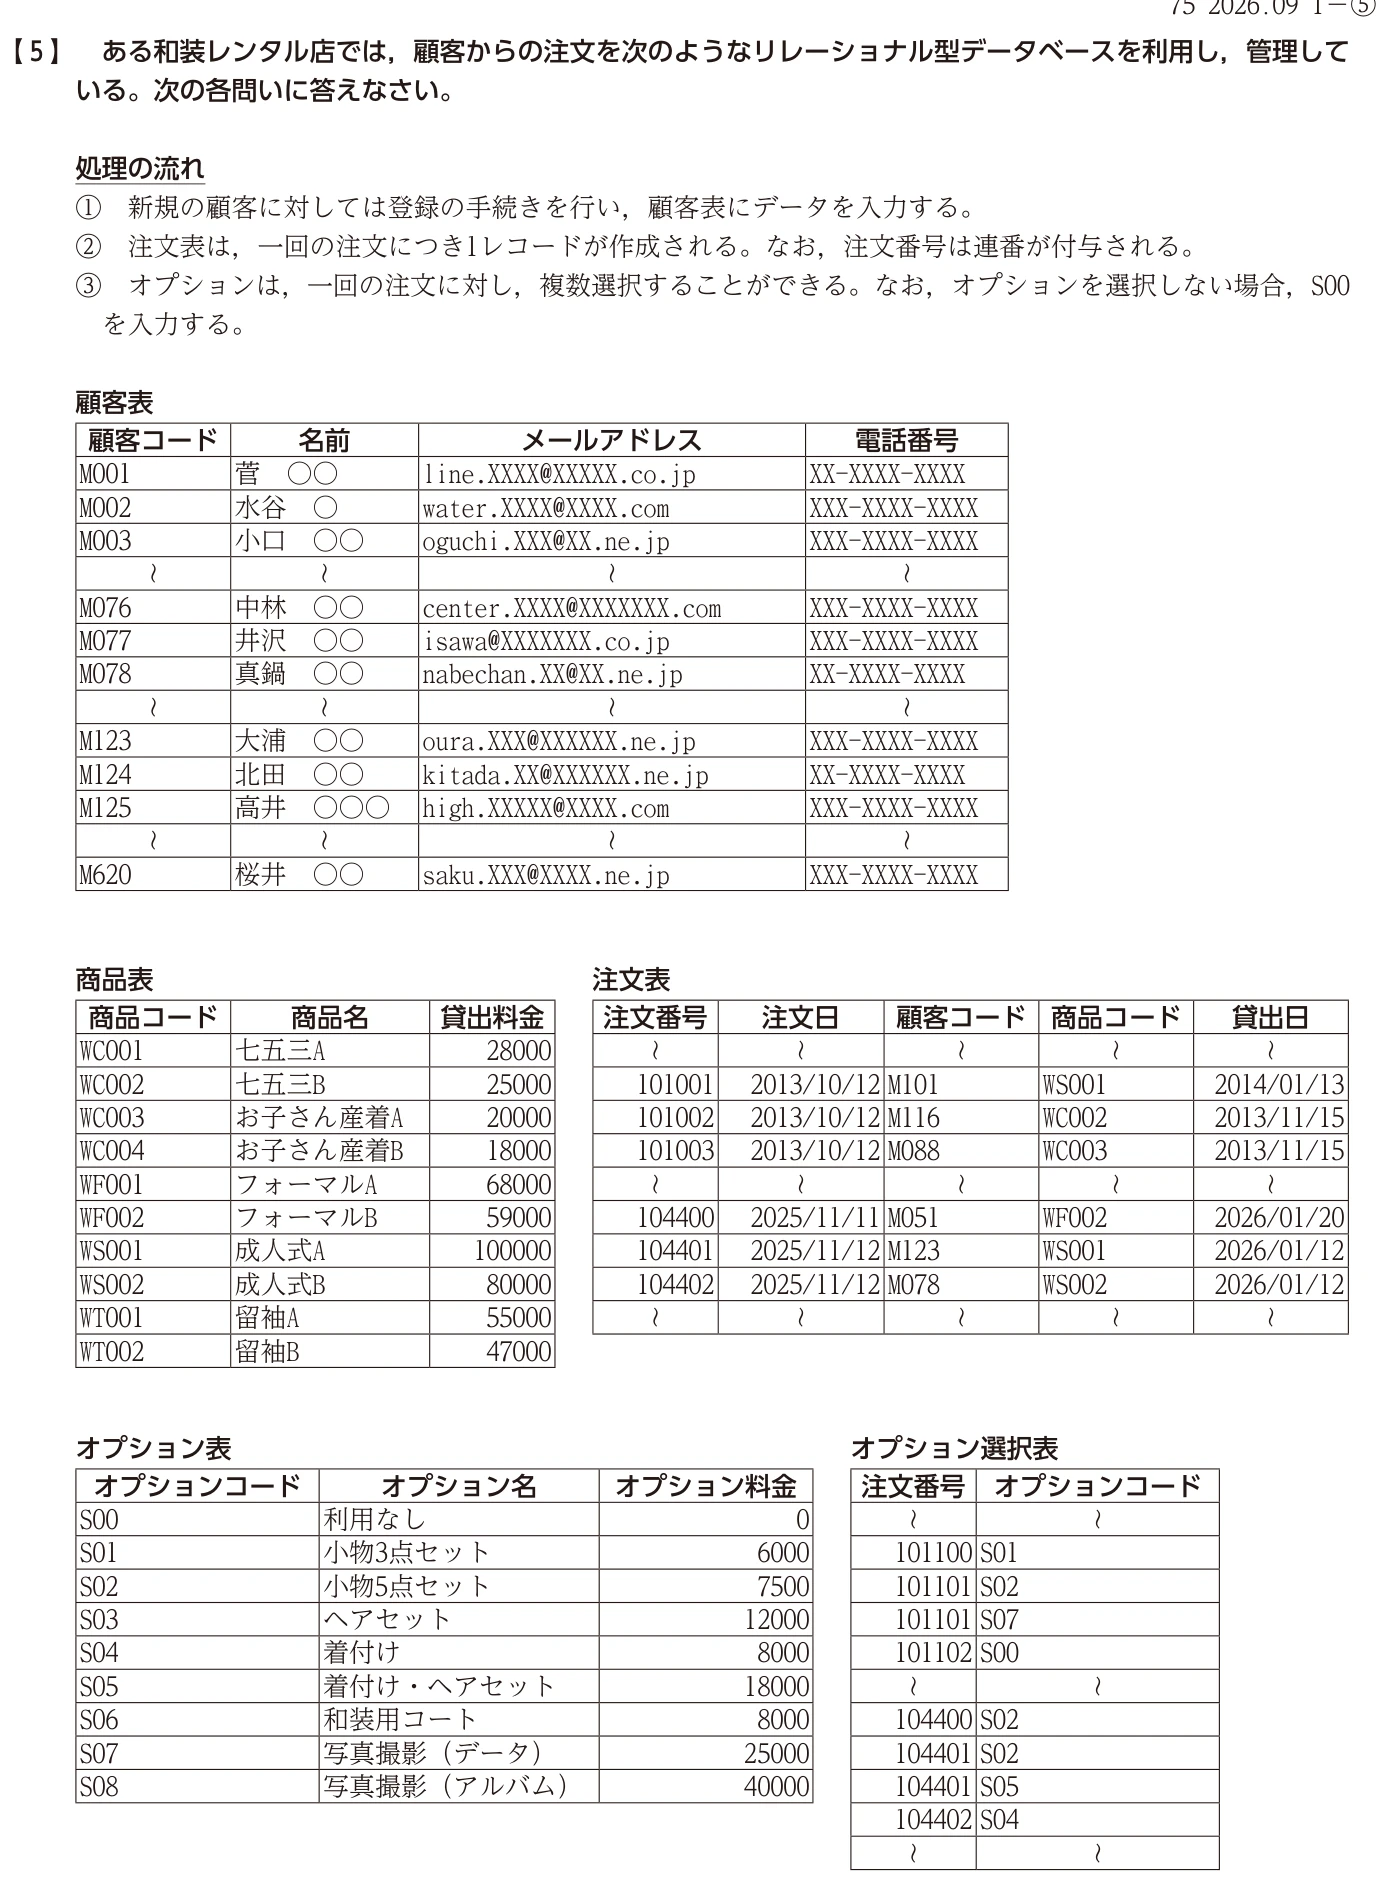 75 2026.09 1－⑤
【5】　ある和装レンタル店では，顧客からの注文を次のようなリレーショナル型データベースを利用し，管理して
いる。次の各問いに答えなさい。
処理の流れ
①　新規の顧客に対しては登録の手続きを行い，顧客表にデータを入力する。
②　注文表は，一回の注文につき1レコードが作成される。なお，注文番号は連番が付与される。
③　オプションは，一回の注文に対し，複数選択することができる。なお，オプションを選択しない場合，S00
を入力する。
顧客表
顧客コード 名前 メールアドレス 電話番号
M001 菅　○○ line.XXXX@XXXXX.co.jp XX-XXXX-XXXX
M002 水谷　○ water.XXXX@XXXX.com XXX-XXXX-XXXX
M003 小口　○○ oguchi.XXX@XX.ne.jp XXX-XXXX-XXXX
～ ～ ～ ～
M076 中林　○○ center.XXXX@XXXXXXX.com XXX-XXXX-XXXX
M077 井沢　○○ isawa@XXXXXXX.co.jp XXX-XXXX-XXXX
M078 真鍋　○○ nabechan.XX@XX.ne.jp XX-XXXX-XXXX
～ ～ ～ ～
M123 大浦　○○ oura.XXX@XXXXXX.ne.jp XXX-XXXX-XXXX
M124 北田　○○ kitada.XX@XXXXXX.ne.jp XX-XXXX-XXXX
M125 高井　○○○ high.XXXXX@XXXX.com XXX-XXXX-XXXX
～ ～ ～ ～
M620 桜井　○○ saku.XXX@XXXX.ne.jp XXX-XXXX-XXXX
商品表
商品コード 商品名 貸出料金
WC001 七五三A 28000
WC002 七五三B 25000
WC003 お子さん産着A 20000
WC004 お子さん産着B 18000
WF001 フォーマルA 68000
WF002 フォーマルB 59000
WS001 成人式A 100000
WS002 成人式B 80000
WT001 留袖A 55000
WT002 留袖B 47000
注文表
注文番号 注文日 顧客コード 商品コード 貸出日
～ ～ ～ ～ ～
101001 2013/10/12 M101 WS001 2014/01/13
101002 2013/10/12 M116 WC002 2013/11/15
101003 2013/10/12 M088 WC003 2013/11/15
～ ～ ～ ～ ～
104400 2025/11/11 M051 WF002 2026/01/20
104401 2025/11/12 M123 WS001 2026/01/12
104402 2025/11/12 M078 WS002 2026/01/12
～ ～ ～ ～ ～
オプション表
オプションコード オプション名 オプション料金
S00 利用なし 0
S01 小物3点セット 6000
S02 小物5点セット 7500
S03 ヘアセット 12000
S04 着付け 8000
S05 着付け・ヘアセット 18000
S06 和装用コート 8000
S07 写真撮影（データ） 25000
S08 写真撮影（アルバム） 40000
オプション選択表
注文番号 オプションコード
～ ～
101100 S01
101101 S02
101101 S07
101102 S00
～ ～
104400 S02
104401 S02
104401 S05
104402 S04
～ ～